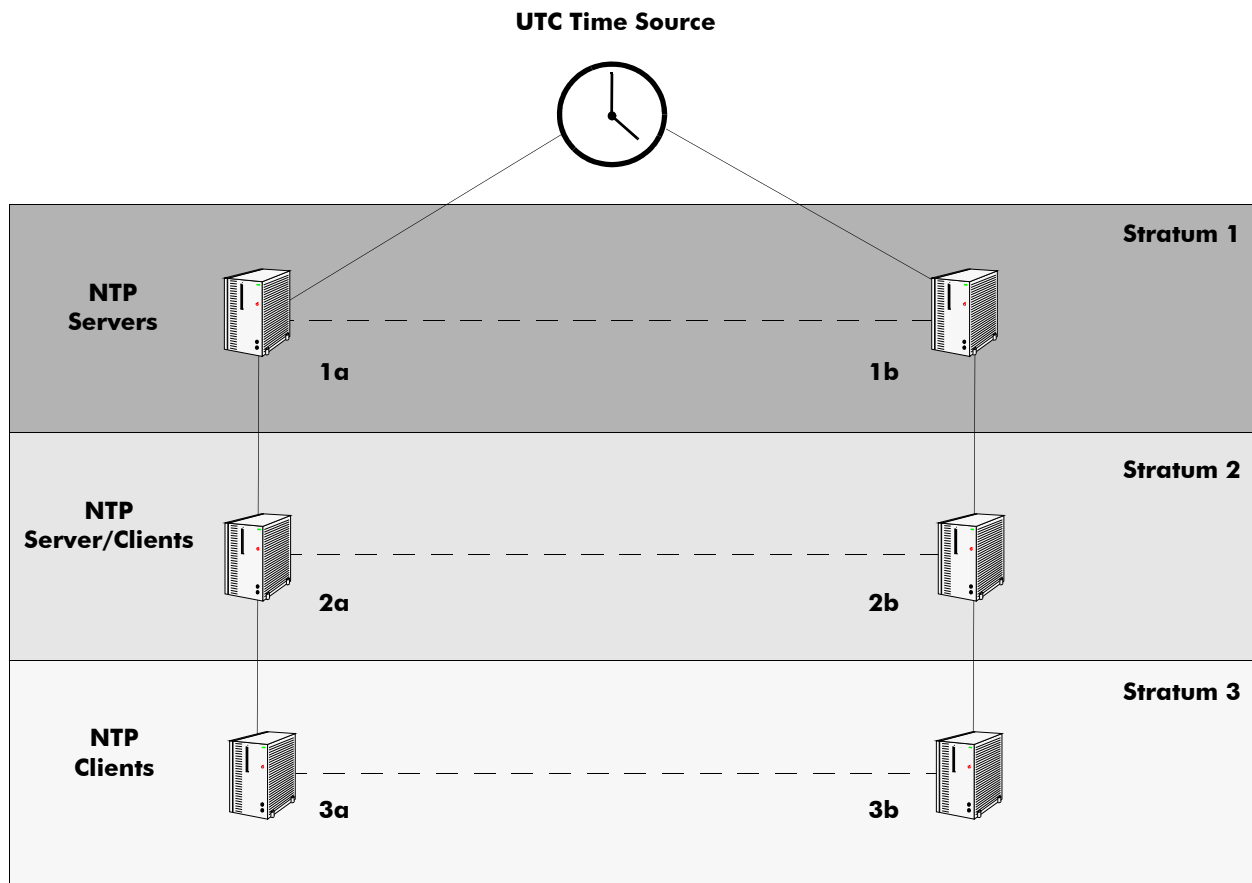 UTC Time Source
Stratum 1
NTP
Servers
1a
1b
Stratum 2
NTP
Server/Clients
2a
2b
Stratum 3
NTP
Clients
3a
3b